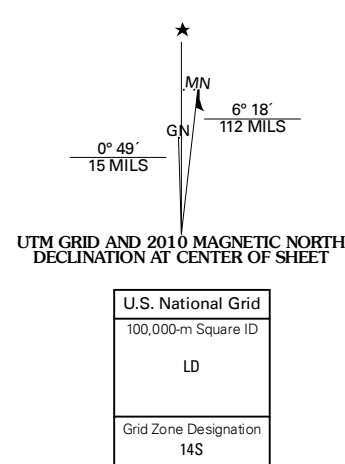 MN
6° 18´
112 MILS
GN
0° 49´
15 MILS
UTM GRID AND 2010 MAGNETIC NORTH
DECLINATION AT CENTER OF SHEET
U.S. National Grid
100,000-m Square ID
LD
Grid Zone Designation
14S